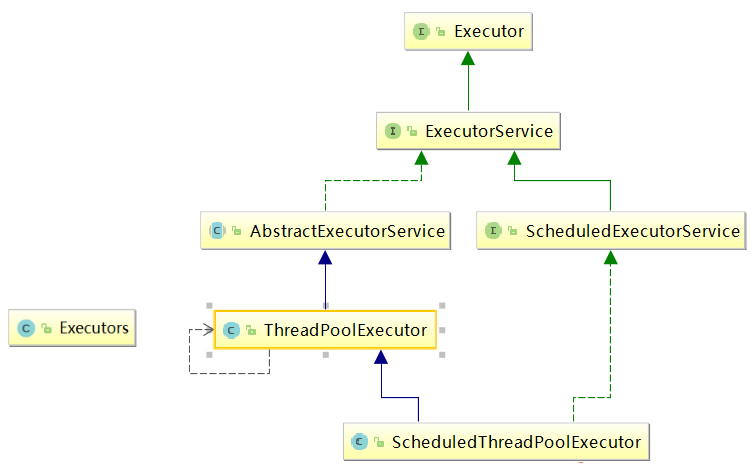 Executor
ExecutorService
AbstractExecutorService
ScheduledExecutorService
Executors
ThreadPoolExecutor
ScheduledThreadPoolExecutor